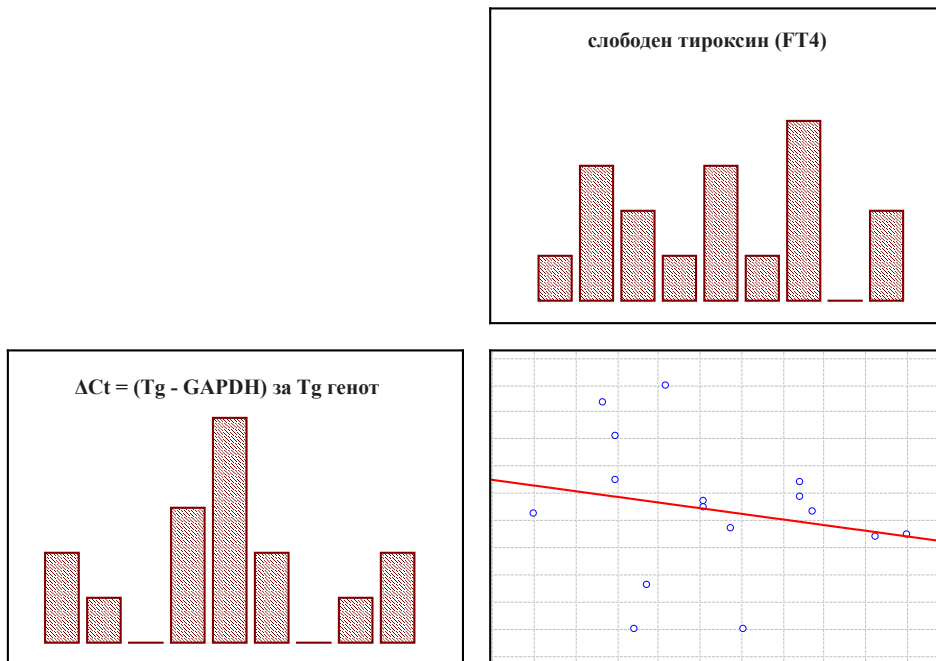 слободен тироксин (FT4)
ΔCt = (Tg - GAPDH) за Tg генот